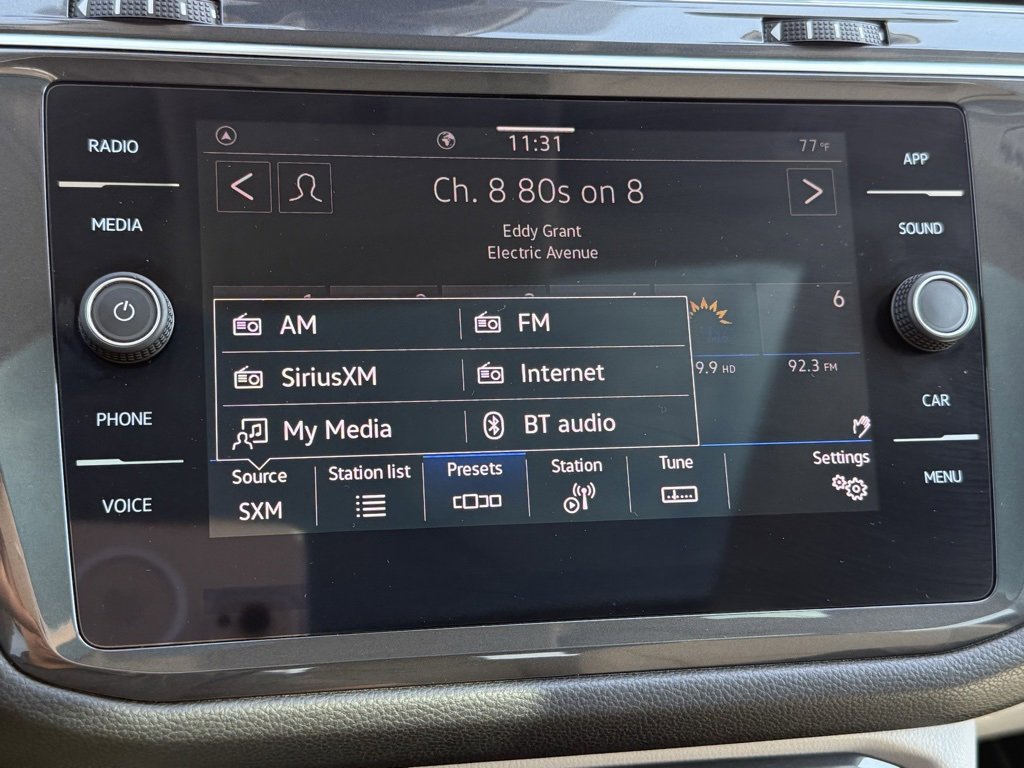 RADIO
MEDIA
PHONE
VOICE
11:31
77°F
Ch. 8 80s on 8
Eddy Grant
Electric Avenue
6
AM
FM
SiriusXM
Internet
My Media
BT audio
9.9 HD
92.3 FM
Source
SXM
Station list
Presets
Station
Tune
Settings
APP
SOUND
CAR
MENU